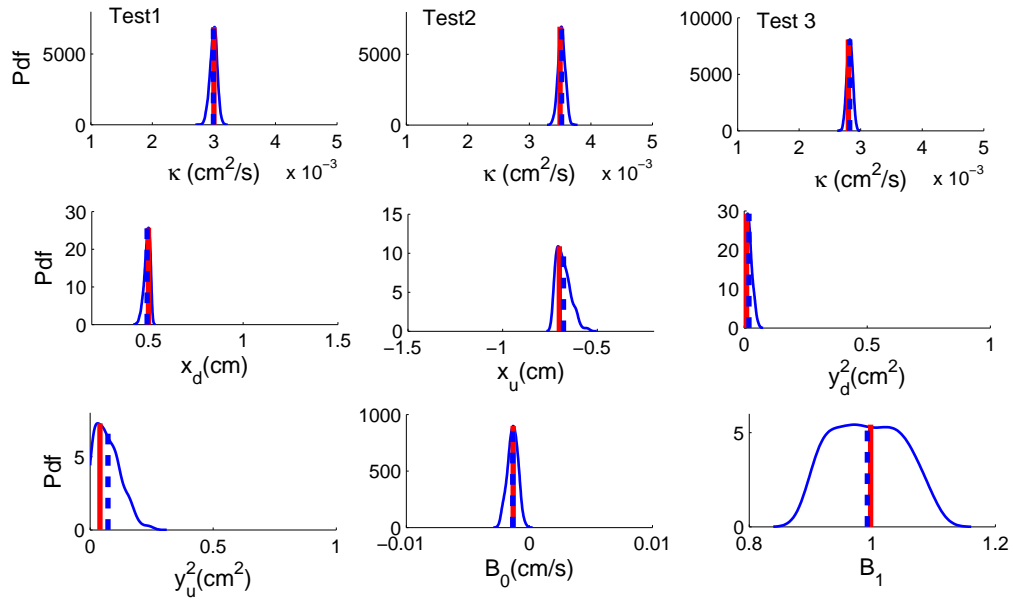 Test1
Test2
Test 3
Pdf
5000
0
1 2 3 4 5
κ (cm²/s) x 10⁻³
5000
0
1 2 3 4 5
κ (cm²/s) x 10⁻³
10000
5000
0
1 2 3 4 5
κ (cm²/s) x 10⁻³
Pdf
30
20
10
0
0.5 1 1.5
x_d(cm)
15
10
5
0
−1.5 −1 −0.5
x_u(cm)
30
20
10
0
0 0.5 1
y_d²(cm²)
Pdf
5
0
0 0.5 1
y_u²(cm²)
1000
500
0
−0.01 0 0.01
B_0(cm/s)
5
0
0.8 1 1.2
B_1